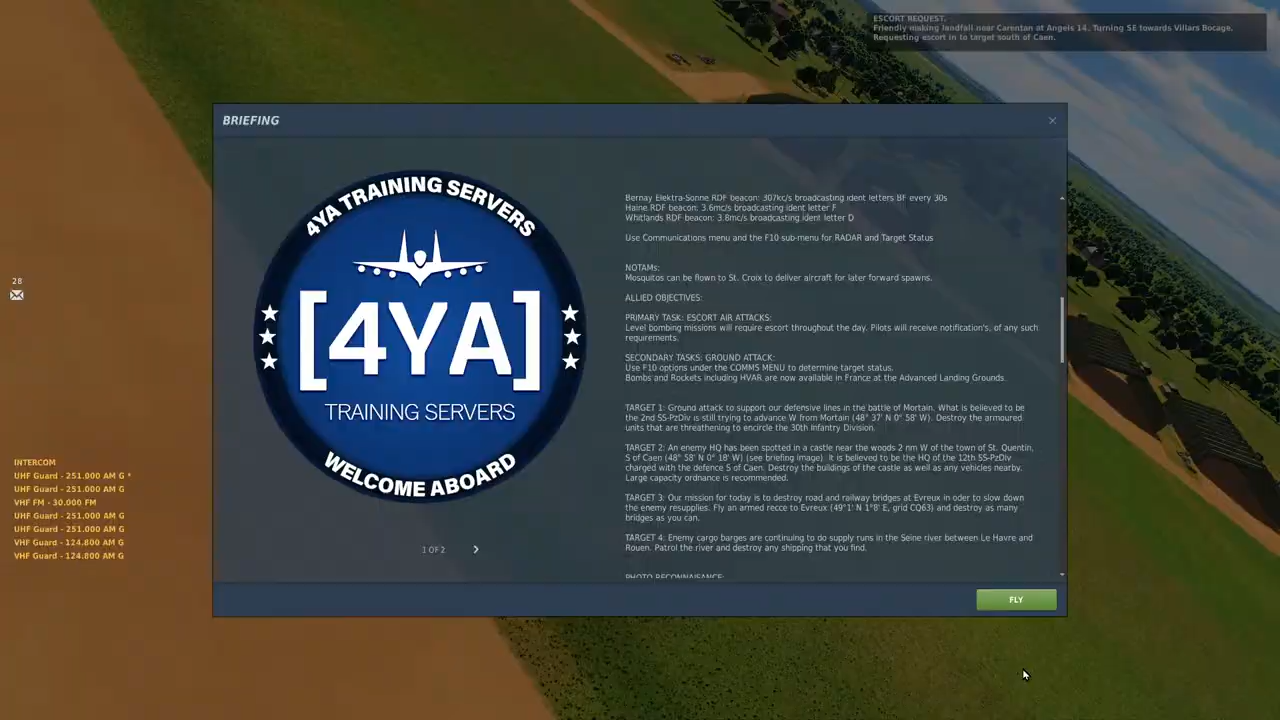 ESCORT REQUEST.
Friendly making landfall near Carentan at Angels 14. Turning SE towards Villars Bocage.
Requesting escort in to target south of Caen.
BRIEFING
4YA TRAINING SERVERS
[4YA]
TRAINING SERVERS
WELCOME ABOARD
1 OF 2
Bernay Elektra-Sonne RDF beacon: 307kc/s broadcasting ident letters BF every 30s
Haine RDF beacon: 3.6mc/s broadcasting ident letter F
Whitlands RDF beacon: 3.8mc/s broadcasting ident letter D
Use Communications menu and the F10 sub-menu for RADAR and Target Status
NOTAMs:
Mosquitos can be flown to St. Croix to deliver aircraft for later forward spawns.
ALLIED OBJECTIVES:
PRIMARY TASK: ESCORT AIR ATTACKS:
Level bombing missions will require escort throughout the day. Pilots will receive notification's, of any such
requirements.
SECONDARY TASKS: GROUND ATTACK:
Use F10 options under the COMMS MENU to determine target status.
Bombs and Rockets including HVAR are now available in France at the Advanced Landing Grounds.
TARGET 1: Ground attack to support our defensive lines in the battle of Mortain. What is believed to be
the 2nd SS-PzDiv is still trying to advance W from Mortain (48° 37' N 0° 58' W). Destroy the armoured
units that are threathening to encircle the 30th Infantry Division.
TARGET 2: An enemy HQ has been spotted in a castle near the woods 2 nm W of the town of St. Quentin,
S of Caen (48° 58' N 0° 18' W) (see briefing image). It is believed to be the HQ of the 12th SS-PzDiv
charged with the defence S of Caen. Destroy the buildings of the castle as well as any vehicles nearby.
Large capacity ordnance is recommended.
TARGET 3: Our mission for today is to destroy road and railway bridges at Evreux in oder to slow down
the enemy resupplies. Fly an armed recce to Evreux (49°1' N 1°8' E, grid CQ63) and destroy as many
bridges as you can.
TARGET 4: Enemy cargo barges are continuing to do supply runs in the Seine river between Le Havre and
Rouen. Patrol the river and destroy any shipping that you find.
PHOTO RECONNAISANCE:
FLY
28
INTERCOM
UHF Guard - 251.000 AM G *
UHF Guard - 251.000 AM G
VHF FM - 30.000 FM
UHF Guard - 251.000 AM G
UHF Guard - 251.000 AM G
VHF Guard - 124.800 AM G
VHF Guard - 124.800 AM G